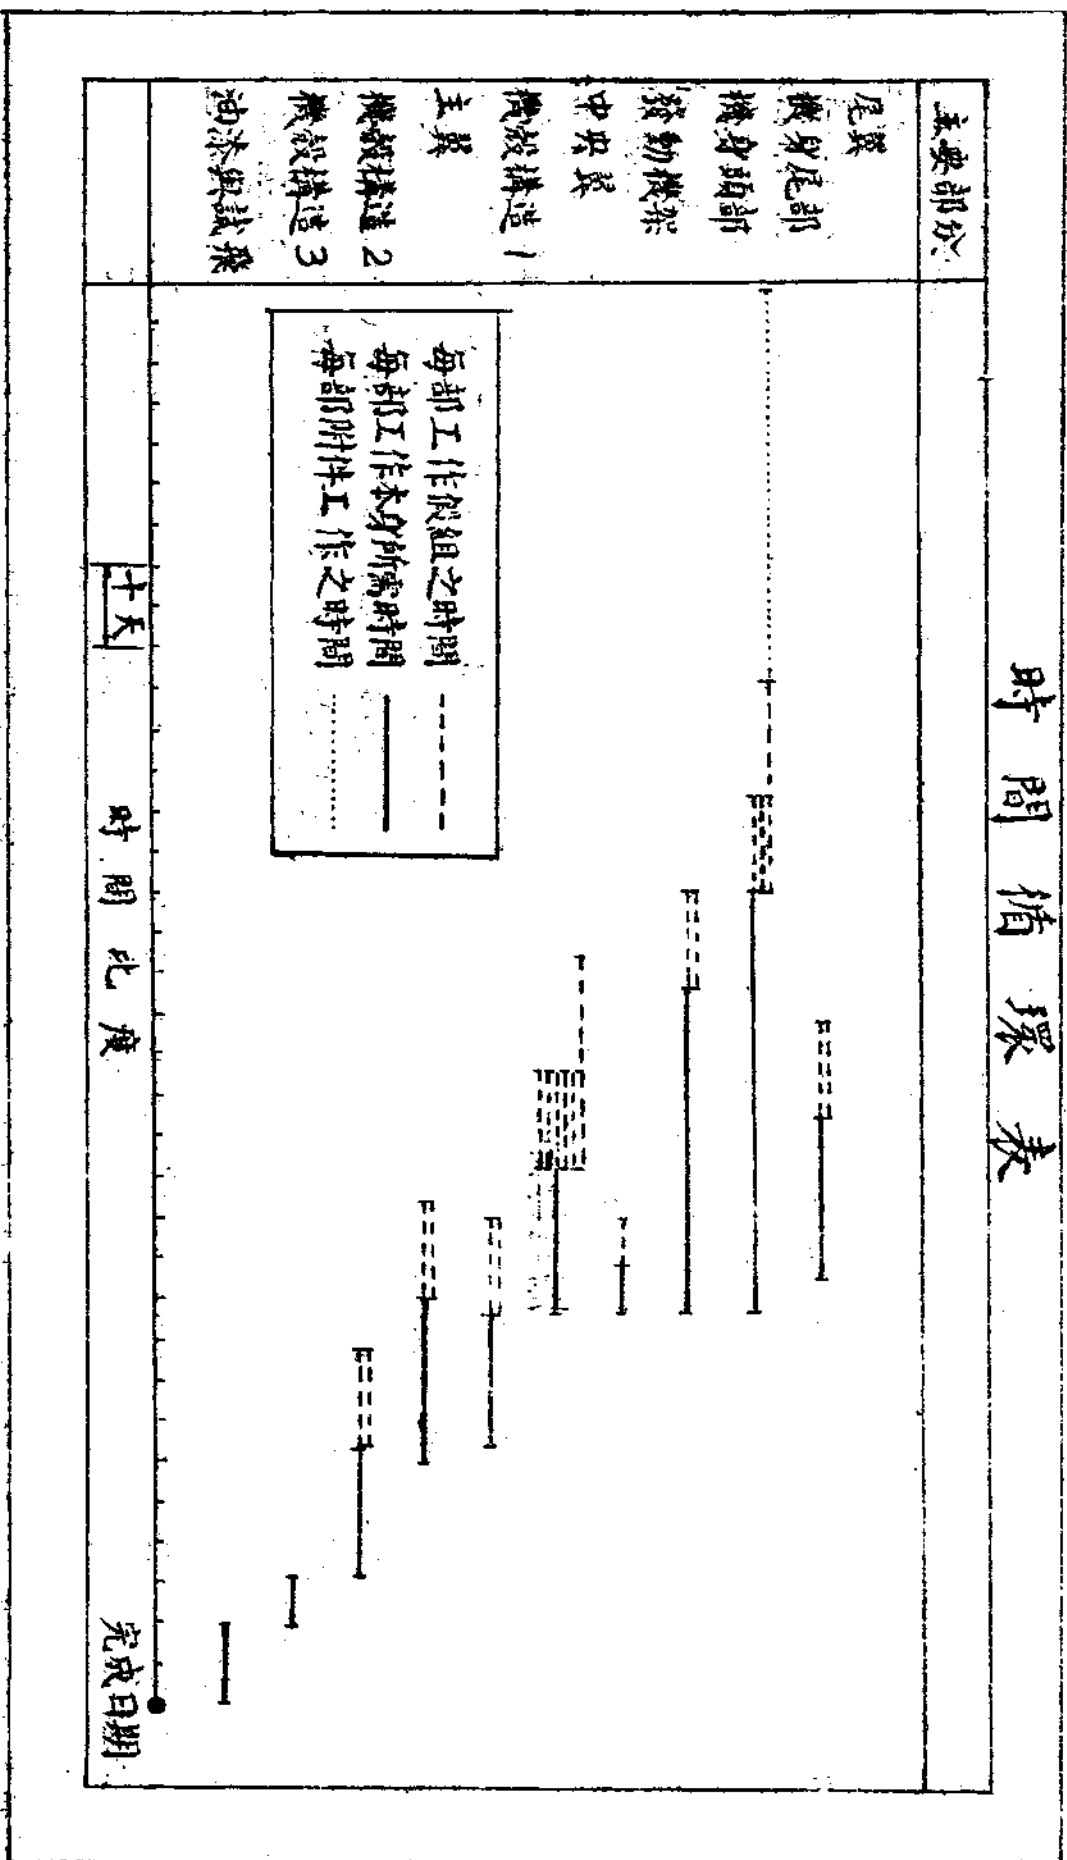 時間循環表
主要部份
尾翼
機身尾部
機身頭部
發動機架
中央翼
機殼構造 1
主翼
機殼構造 2
機殼構造 3
油漆與試飛
每部工作假組之時間
每部工作本身所需時間
每部附件工作之時間
十天
時間比度
完成日期